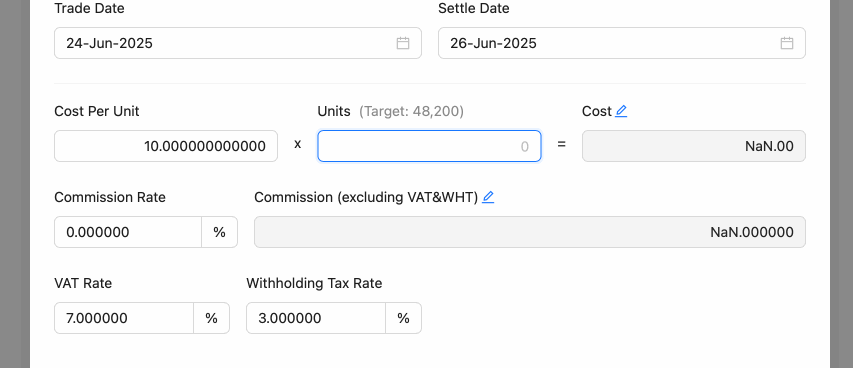 Trade Date Settle Date
24-Jun-2025 26-Jun-2025
Cost Per Unit Units (Target: 48,200) Cost
10.000000000000 x 0 = NaN.00
Commission Rate Commission (excluding VAT&WHT)
0.000000 % NaN.000000
VAT Rate Withholding Tax Rate
7.000000 % 3.000000 %